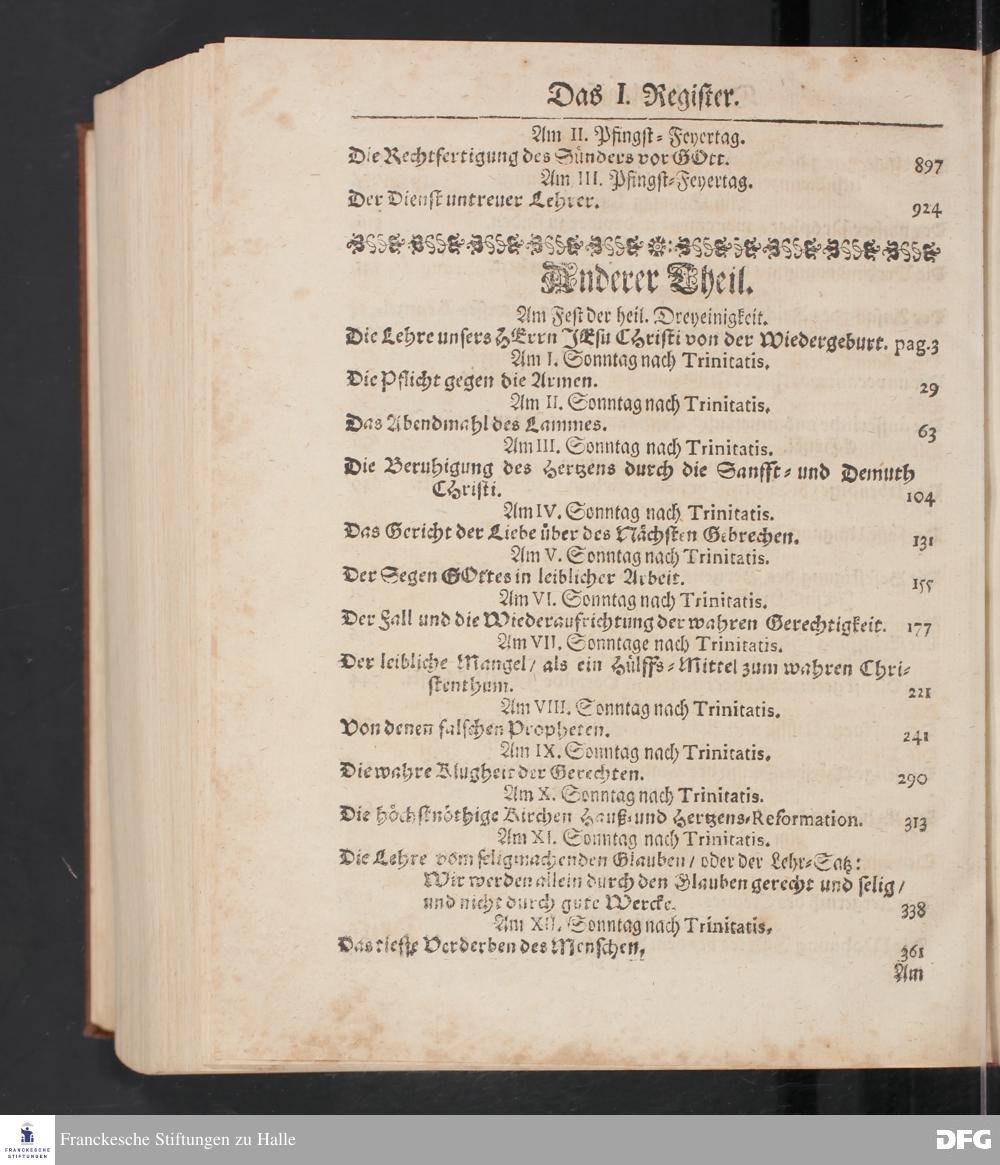 Das I. Register.
Am II. Pfingst-Feyertag.
Die Rechtfertigung des Sünders vor GOtt. 897
Am III. Pfingst-Feyertag.
Der Dienst untreuer Lehrer. 924
Anderer Theil.
Am Fest der heil. Dreyeinigkeit.
Die Lehre unsers HErrn JEsu CHristi von der Wiedergeburt. pag.3
Am I. Sonntag nach Trinitatis.
Die Pflicht gegen die Armen. 29
Am II. Sonntag nach Trinitatis.
Das Abendmahl des Lammes. 63
Am III. Sonntag nach Trinitatis.
Die Beruhigung des Hertzens durch die Sanfft- und Demuth
CHristi. 104
Am IV. Sonntag nach Trinitatis.
Das Gericht der Liebe über des Nächsten Gebrechen. 131
Am V. Sonntag nach Trinitatis.
Der Segen GOttes in leiblicher Arbeit. 155
Am VI. Sonntag nach Trinitatis.
Der Fall und die Wiederaufrichtung der wahren Gerechtigkeit. 177
Am VII. Sonntage nach Trinitatis.
Der leibliche Mangel / als ein Hülffs-Mittel zum wahren Chri-
stenthum. 221
Am VIII. Sonntag nach Trinitatis.
Von denen falschen Propheten. 241
Am IX. Sonntag nach Trinitatis.
Die wahre Klugheit der Gerechten. 290
Am X. Sonntag nach Trinitatis.
Die höchstnöthige Kirchen Hauß- und Hertzens-Reformation. 313
Am XI. Sonntag nach Trinitatis.
Die Lehre vom seligmachenden Glauben / oder der Lehr-Satz:
Wir werden allein durch den Glauben gerecht und selig /
und nicht durch gute Wercke. 338
Am XII. Sonntag nach Trinitatis.
Das tieffe Verderben des Menschen. 361
Am
FRANCKESCHE
STIFTUNGEN
Franckesche Stiftungen zu Halle
DFG